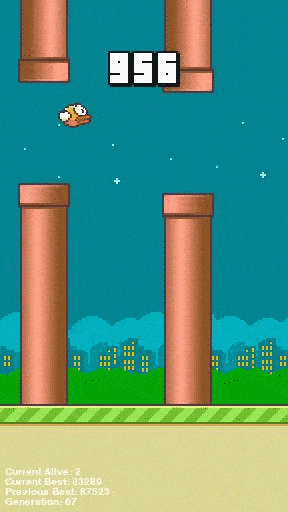 956
Current Alive: 2
Current Best: 83289
Previous Best: 87523
Generation: 67